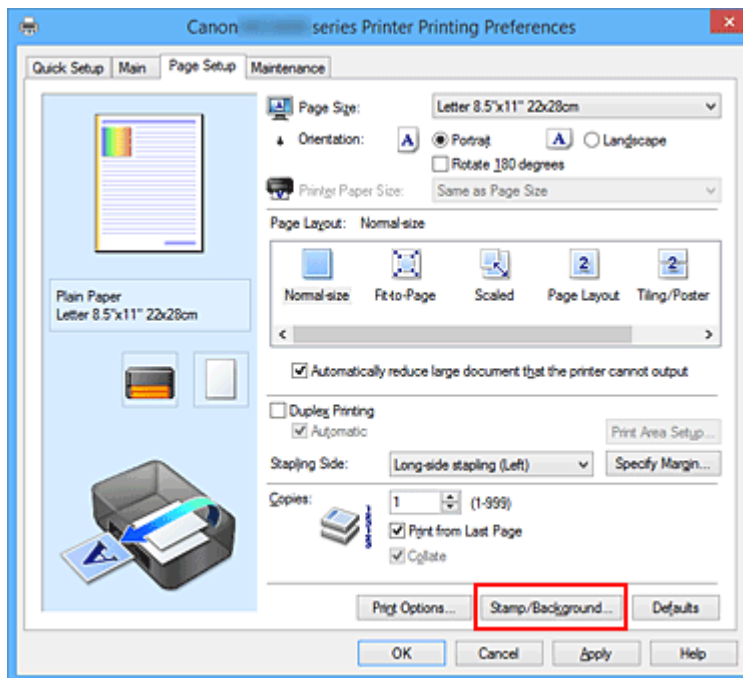 Canon series Printer Printing Preferences
Quick Setup Main Page Setup Maintenance
Page Size: Letter 8.5"x11" 22x28cm
Orientation: A Portrait A Landscape
Rotate 180 degrees
Printer Paper Size: Same as Page Size
Page Layout: Normal-size
2 2
Normal-size Fit-to-Page Scaled Page Layout Tiling/Poster
Plain Paper
Letter 8.5"x11" 22x28cm
Automatically reduce large document that the printer cannot output
Duplex Printing
Automatic
Print Area Setup...
Stapling Side: Long-side stapling (Left) Specify Margin...
Copies: 1 (1-999)
Print from Last Page
Collate
A
Print Options... Stamp/Background... Defaults
OK Cancel Apply Help